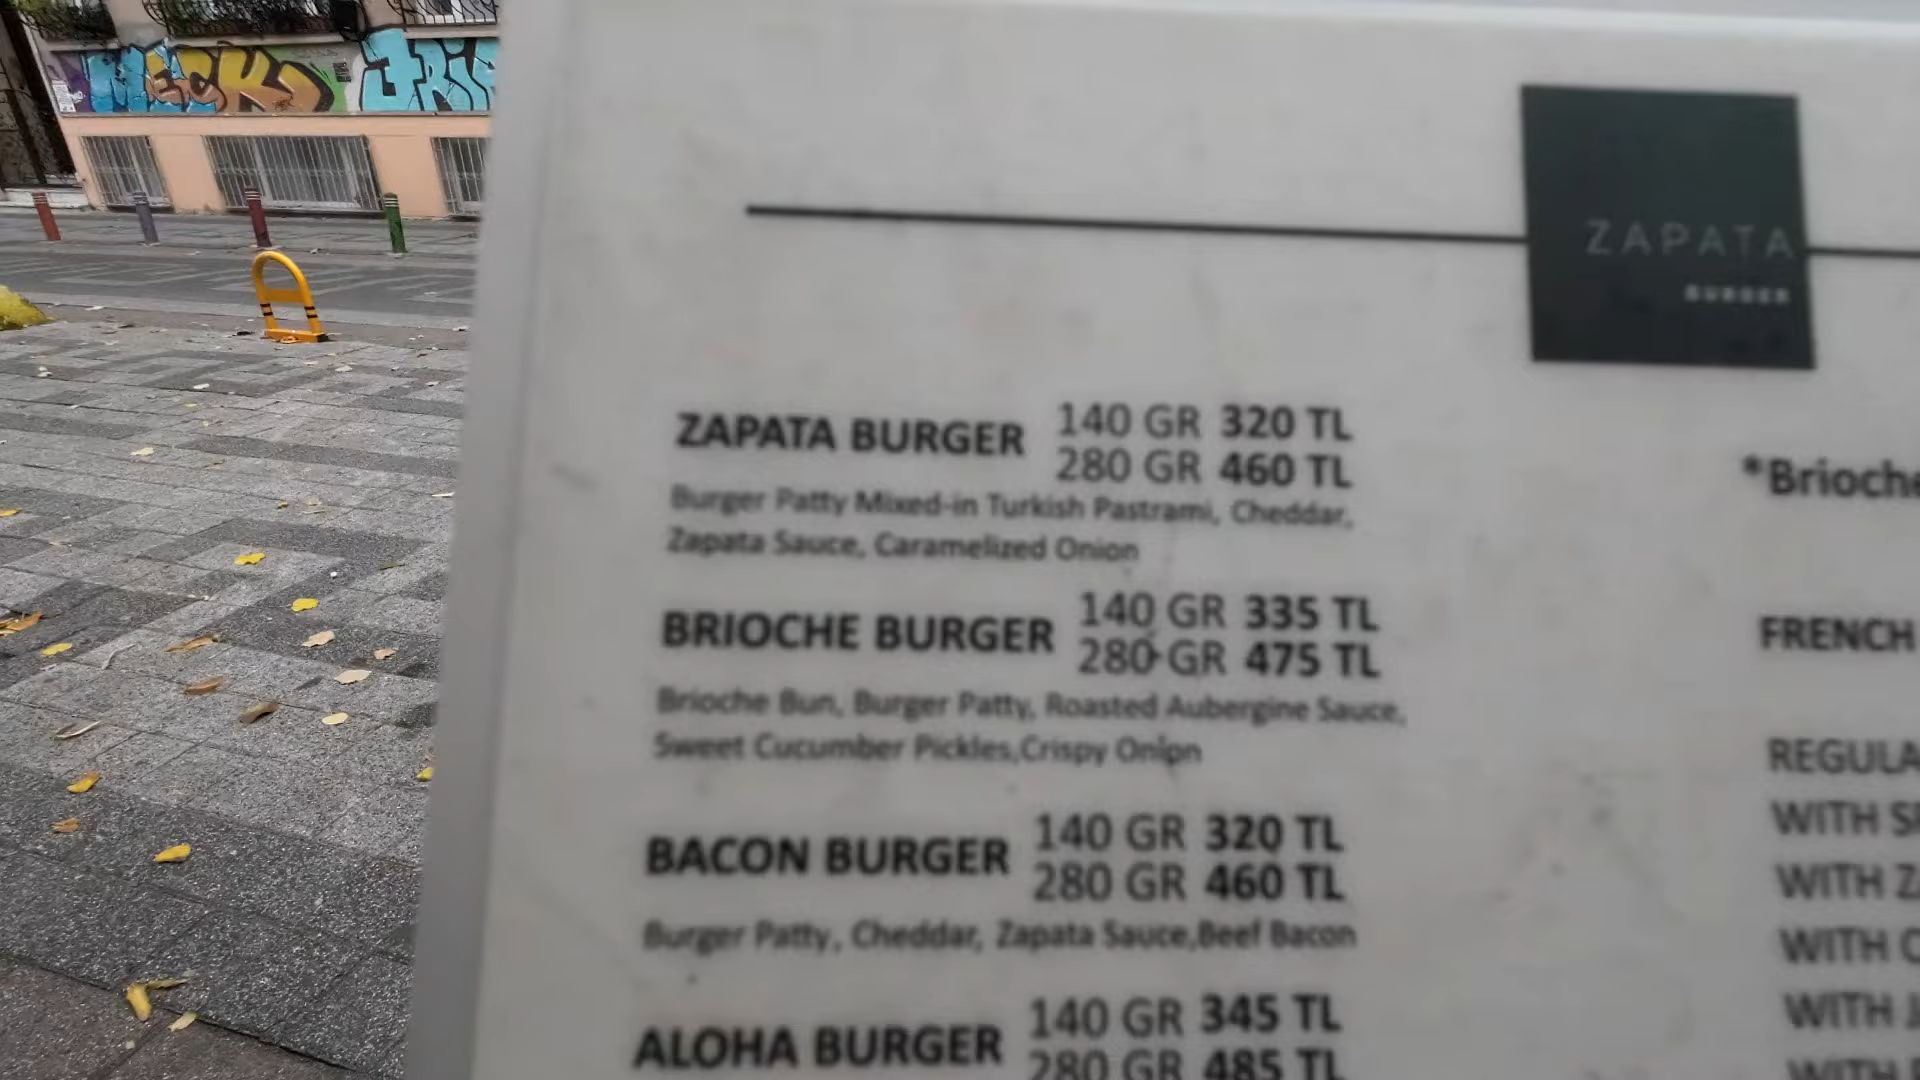 MECK
ZAPATA
BURGER
ZAPATA BURGER 140 GR 320 TL
280 GR 460 TL
Burger Patty Mixed-in Turkish Pastrami, Cheddar,
Zapata Sauce, Caramelized Onion
BRIOCHE BURGER 140 GR 335 TL
280 GR 475 TL
Brioche Bun, Burger Patty, Roasted Aubergine Sauce,
Sweet Cucumber Pickles,Crispy Onion
BACON BURGER 140 GR 320 TL
280 GR 460 TL
Burger Patty, Cheddar, Zapata Sauce,Beef Bacon
ALOHA BURGER 140 GR 345 TL
280 GR 485 TL
*Brioche
FRENCH
REGULA
WITH
WITH
WITH
WITH
WITH